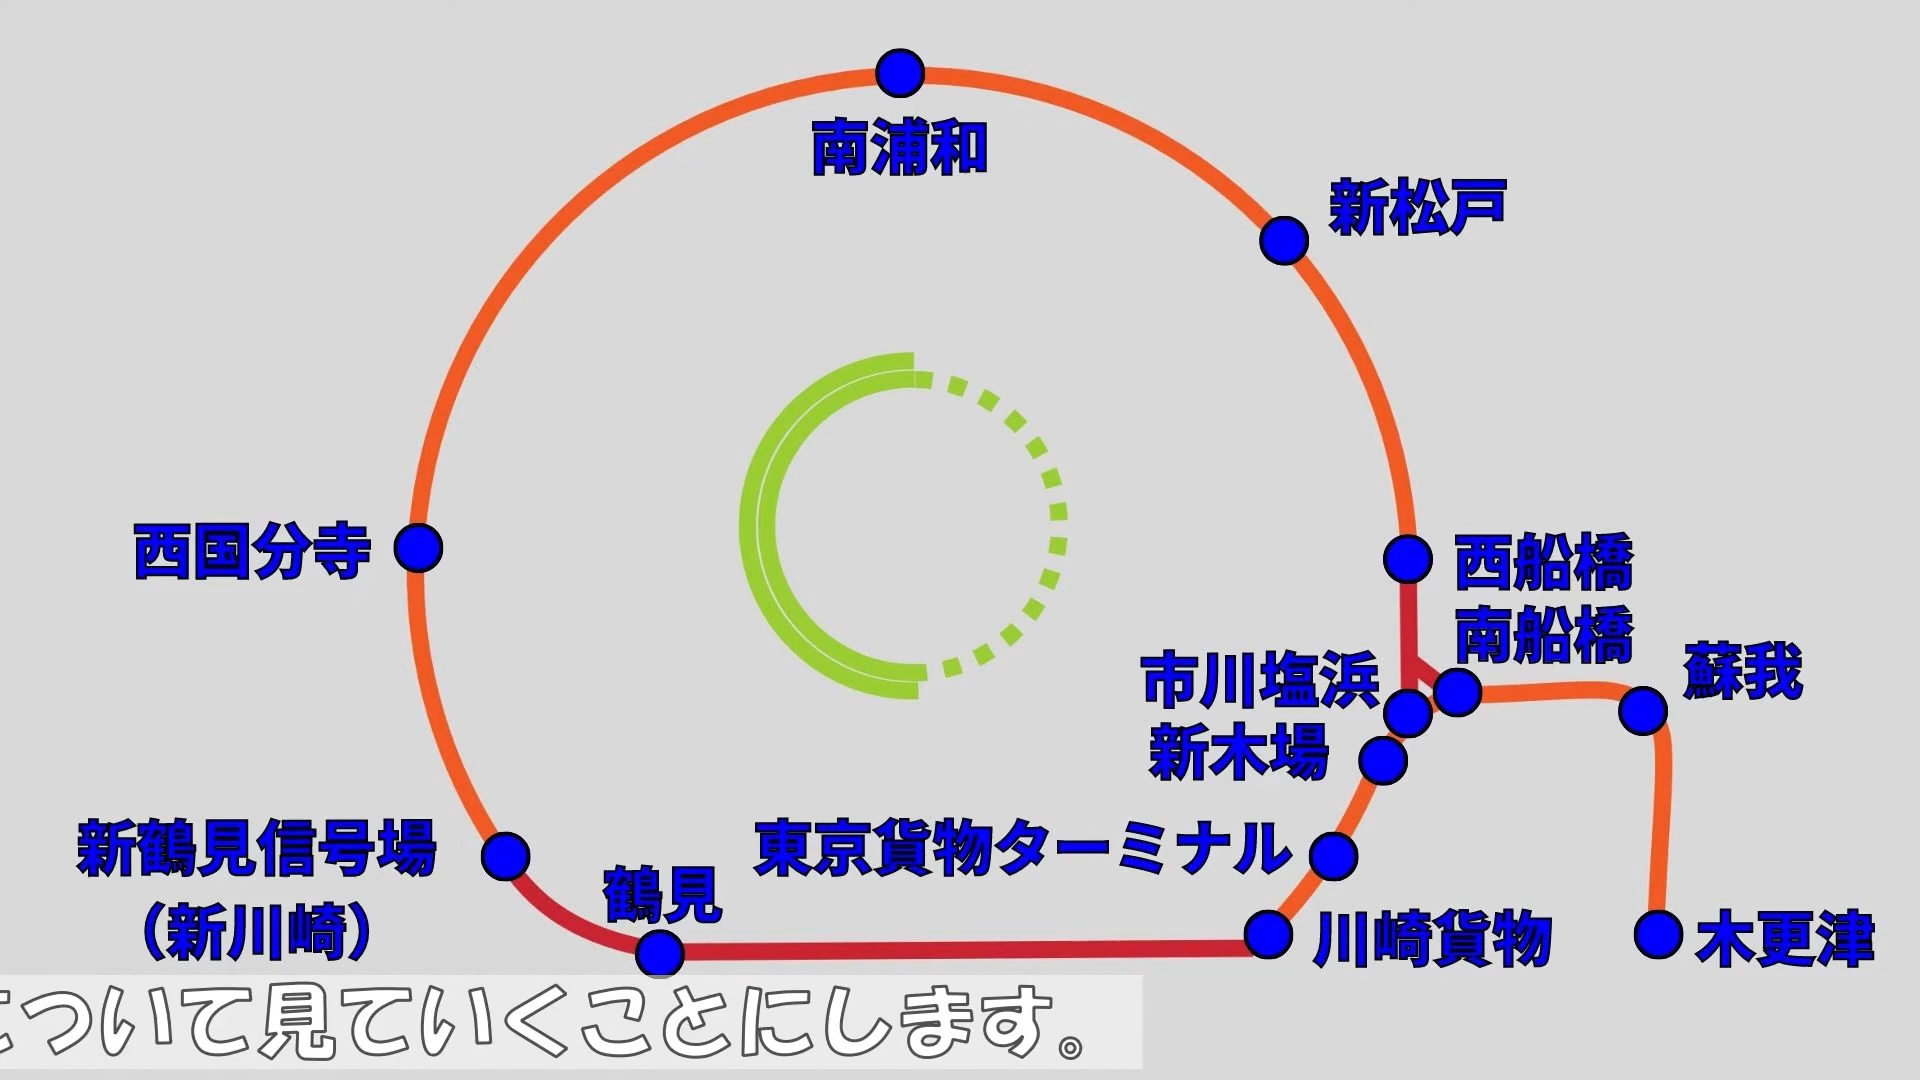 南浦和
新松戸
西国分寺
西船橋
南船橋
蘇我
市川塩浜
新木場
新鶴見信号場
（新川崎）
鶴見
東京貨物ターミナル
川崎貨物
木更津
ついて見ていくことにします。